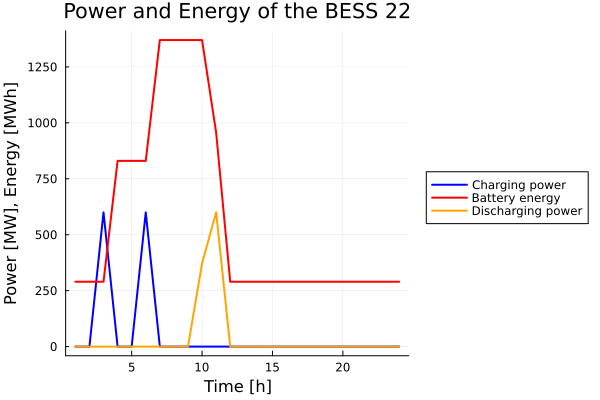 Power and Energy of the BESS 22
Power [MW], Energy [MWh]
1250
1000
750
500
250
0
5
10
15
20
Time [h]
Charging power
Battery energy
Discharging power